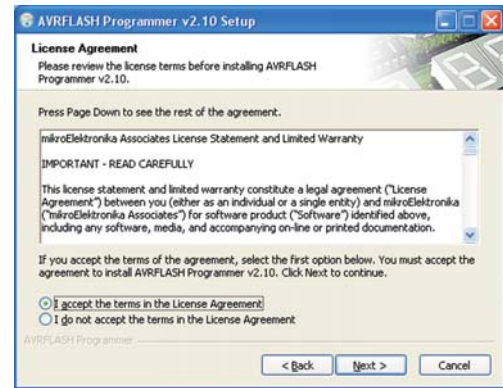 AVRFLASH Programmer v2.10 Setup
License Agreement
Please review the license terms before installing AVRFLASH
Programmer v2.10.
Press Page Down to see the rest of the agreement.
mikroElektronika Associates License Statement and Limited Warranty
IMPORTANT - READ CAREFULLY
This license statement and limited warranty constitute a legal agreement ("License
Agreement") between you (either as an individual or a single entity) and mikroElektronika
("mikroElektronika Associates") for software product ("Software") identified above,
including any software, media, and accompanying on-line or printed documentation.
If you accept the terms of the agreement, select the first option below. You must accept the
agreement to install AVRFLASH Programmer v2.10. Click Next to continue.
I accept the terms in the License Agreement
I do not accept the terms in the License Agreement
AVRFLASH Programmer
< Back Next > Cancel